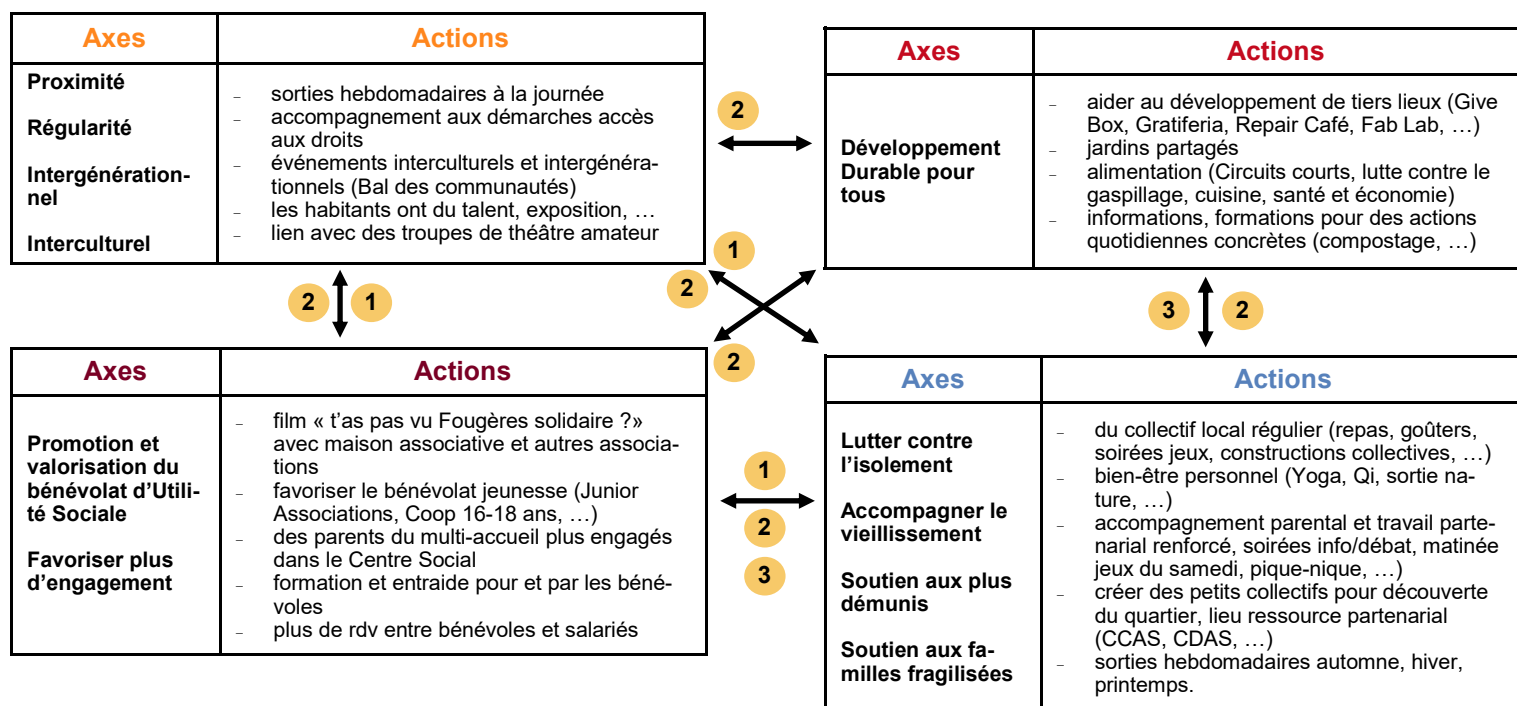 Axes
Actions
Proximité
Régularité
Intergénération-
nel
Interculturel
– sorties hebdomadaires à la journée
– accompagnement aux démarches accès
aux droits
– événements interculturels et intergénéra-
tionnels (Bal des communautés)
– les habitants ont du talent, exposition, …
– lien avec des troupes de théâtre amateur
2
Axes
Actions
Développement
Durable pour
tous
– aider au développement de tiers lieux (Give
Box, Gratiferia, Repair Café, Fab Lab, …)
– jardins partagés
– alimentation (Circuits courts, lutte contre le
gaspillage, cuisine, santé et économie)
– informations, formations pour des actions
quotidiennes concrètes (compostage, …)
2
1
1
2
2
3
2
Axes
Actions
Promotion et
valorisation du
bénévolat d’Utili-
té Sociale
Favoriser plus
d’engagement
– film « t’as pas vu Fougères solidaire ?»
avec maison associative et autres associa-
tions
– favoriser le bénévolat jeunesse (Junior
Associations, Coop 16-18 ans, …)
– des parents du multi-accueil plus engagés
dans le Centre Social
– formation et entraide pour et par les béné-
voles
– plus de rdv entre bénévoles et salariés
1
2
3
Axes
Actions
Lutter contre
l’isolement
Accompagner le
vieillissement
Soutien aux plus
démunis
Soutien aux fa-
milles fragilisées
– du collectif local régulier (repas, goûters,
soirées jeux, constructions collectives, …)
– bien-être personnel (Yoga, Qi, sortie na-
ture, …)
– accompagnement parental et travail parte-
narial renforcé, soirées info/débat, matinée
jeux du samedi, pique-nique, …)
– créer des petits collectifs pour découverte
du quartier, lieu ressource partenarial
(CCAS, CDAS, …)
– sorties hebdomadaires automne, hiver,
printemps.